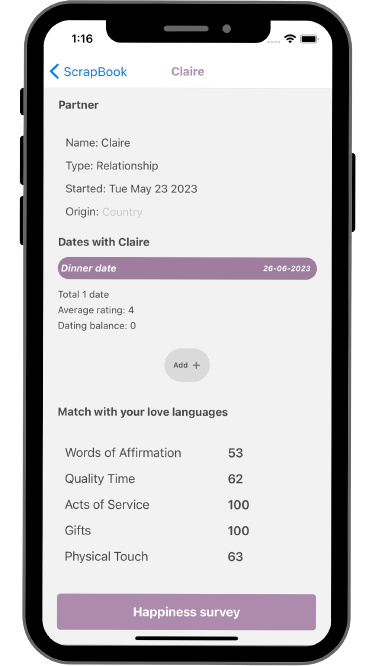 1:16
ScrapBook Claire
Partner
Name: Claire
Type: Relationship
Started: Tue May 23 2023
Origin: Country
Dates with Claire
Dinner date 26-06-2023
Total 1 date
Average rating: 4
Dating balance: 0
Add +
Match with your love languages
Words of Affirmation 53
Quality Time 62
Acts of Service 100
Gifts 100
Physical Touch 63
Happiness survey